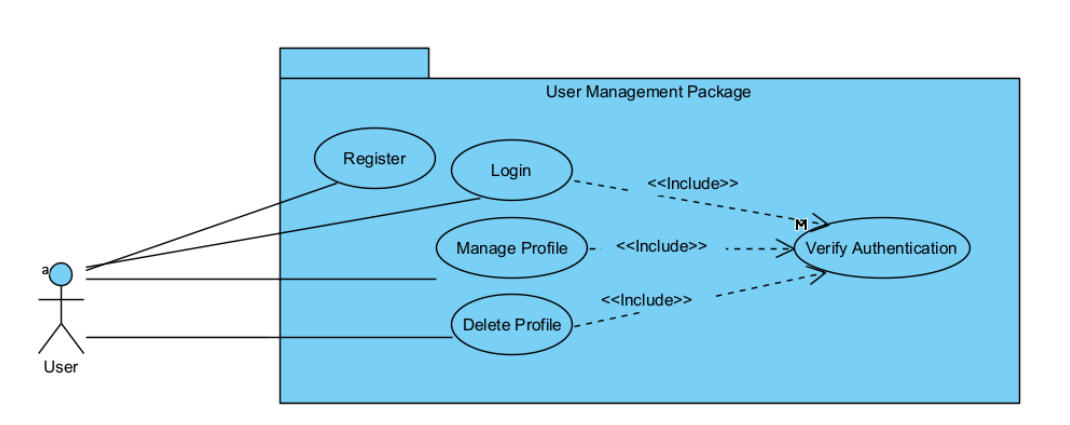 User Management Package
Register
Login
<<Include>>
M
Manage Profile
<<Include>>
Verify Authentication
a
<<Include>>
Delete Profile
User